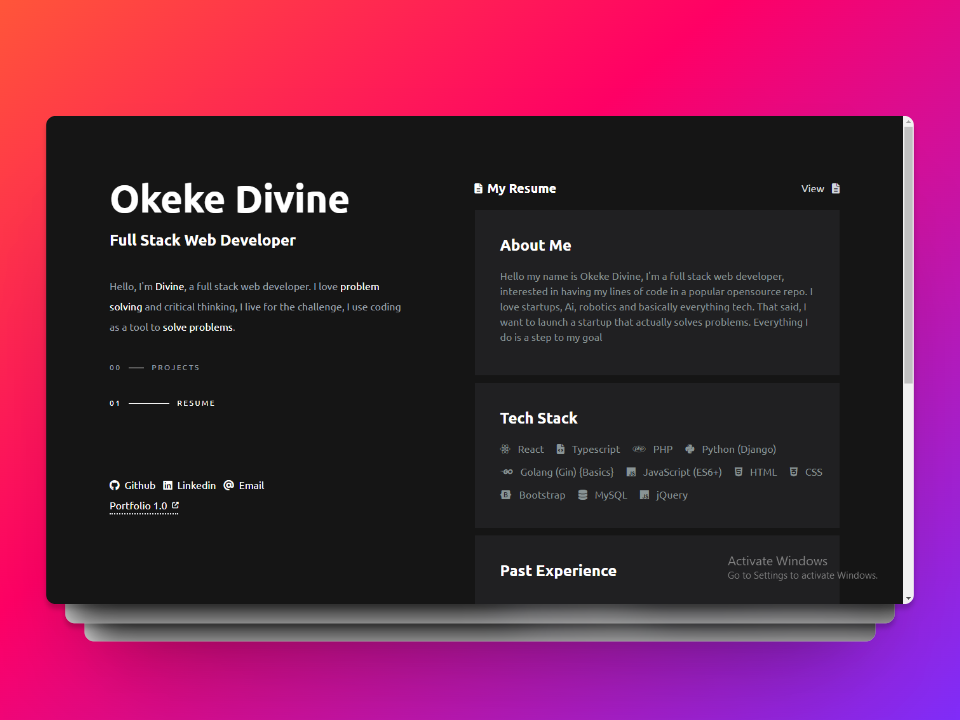 Okeke Divine
Full Stack Web Developer
Hello, I'm Divine, a full stack web developer. I love problem
solving and critical thinking, I live for the challenge, I use coding
as a tool to solve problems.
00 PROJECTS
01 RESUME
Github Linkedin Email
Portfolio 1.0
My Resume View
About Me
Hello my name is Okeke Divine, I'm a full stack web developer,
interested in having my lines of code in a popular opensource repo. I
love startups, Ai, robotics and basically everything tech. That said, I
want to launch a startup that actually solves problems. Everything I
do is a step to my goal
Tech Stack
React Typescript php PHP Python (Django)
GO Golang (Gin) {Basics} JS JavaScript (ES6+) HTML CSS
B Bootstrap MySQL JS jQuery
Past Experience
Activate Windows
Go to Settings to activate Windows.